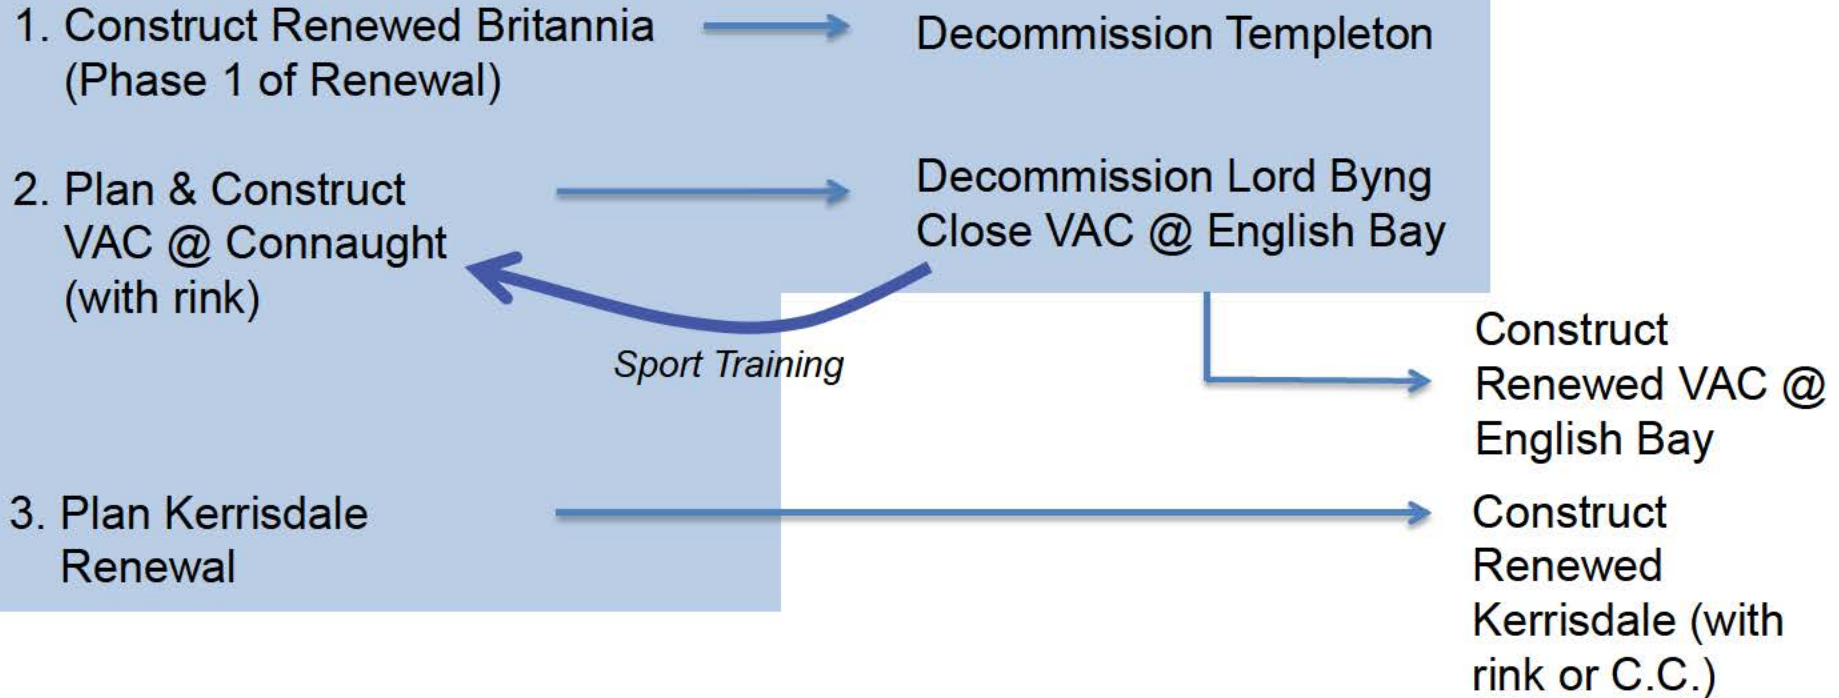 1. Construct Renewed Britannia
(Phase 1 of Renewal)
Decommission Templeton
2. Plan & Construct
VAC @ Connaught
(with rink)
Decommission Lord Byng
Close VAC @ English Bay
Sport Training
Construct
Renewed VAC @
English Bay
3. Plan Kerrisdale
Renewal
Construct
Renewed
Kerrisdale (with
rink or C.C.)